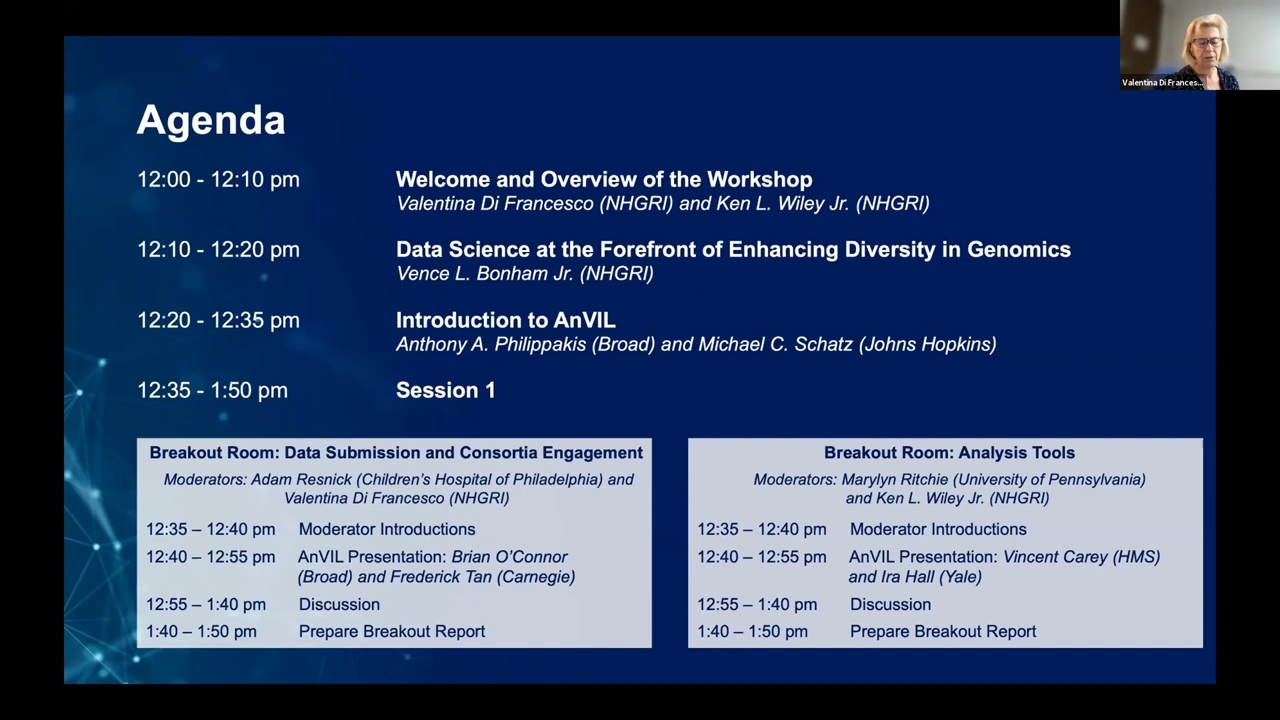 Valentina Di Frances...
Agenda
12:00 - 12:10 pm Welcome and Overview of the Workshop
Valentina Di Francesco (NHGRI) and Ken L. Wiley Jr. (NHGRI)
12:10 - 12:20 pm Data Science at the Forefront of Enhancing Diversity in Genomics
Vence L. Bonham Jr. (NHGRI)
12:20 - 12:35 pm Introduction to AnVIL
Anthony A. Philippakis (Broad) and Michael C. Schatz (Johns Hopkins)
12:35 - 1:50 pm Session 1
Breakout Room: Data Submission and Consortia Engagement
Moderators: Adam Resnick (Children’s Hospital of Philadelphia) and
Valentina Di Francesco (NHGRI)
12:35 – 12:40 pm Moderator Introductions
12:40 – 12:55 pm AnVIL Presentation: Brian O’Connor
(Broad) and Frederick Tan (Carnegie)
12:55 – 1:40 pm Discussion
1:40 – 1:50 pm Prepare Breakout Report
Breakout Room: Analysis Tools
Moderators: Marylyn Ritchie (University of Pennsylvania)
and Ken L. Wiley Jr. (NHGRI)
12:35 – 12:40 pm Moderator Introductions
12:40 – 12:55 pm AnVIL Presentation: Vincent Carey (HMS)
and Ira Hall (Yale)
12:55 – 1:40 pm Discussion
1:40 – 1:50 pm Prepare Breakout Report